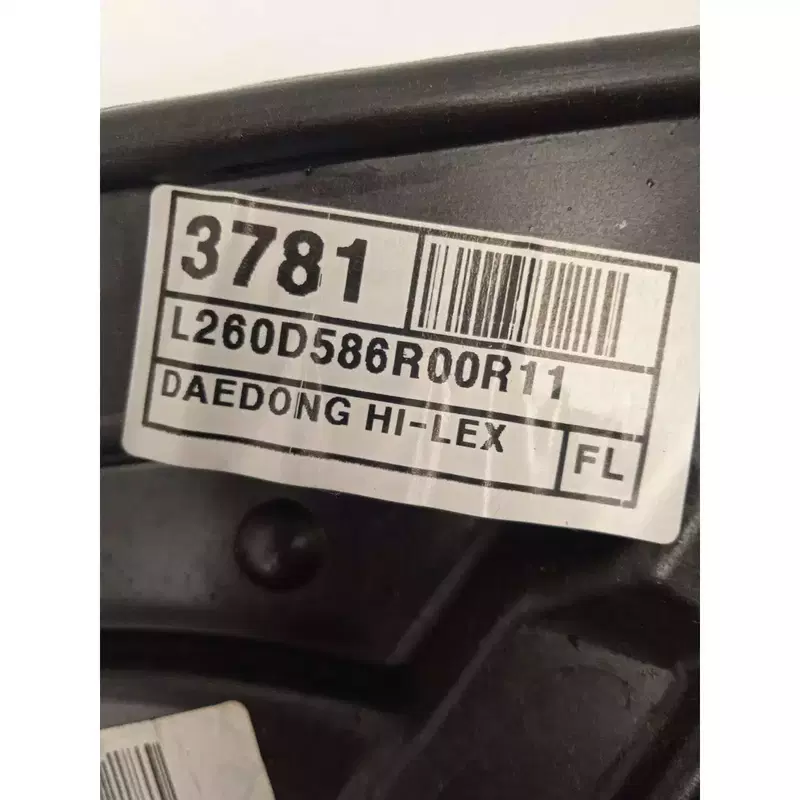 3781
L260D586R00R11
DAEDONG HI-LEX
FL